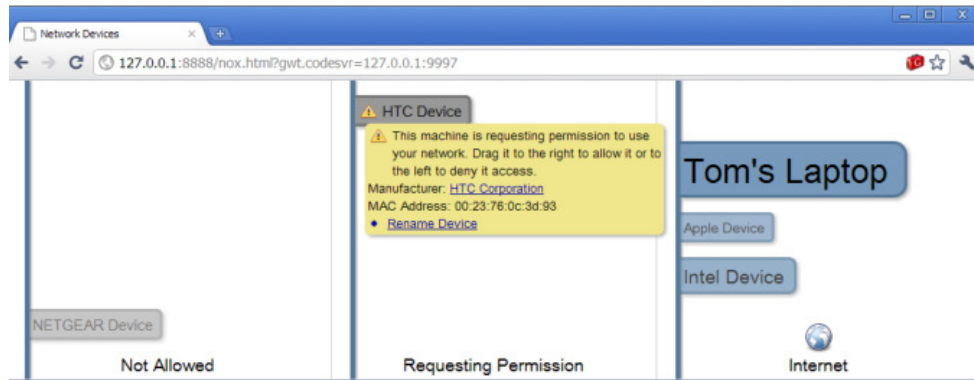 Network Devices
127.0.0.1:8888/nox.html?gwt.codesvr=127.0.0.1:9997
HTC Device
This machine is requesting permission to use
your network. Drag it to the right to allow it or to
the left to deny it access.
Manufacturer: HTC Corporation
MAC Address: 00:23:76:0c:3d:93
• Rename Device
Tom's Laptop
Apple Device
Intel Device
NETGEAR Device
Not Allowed
Requesting Permission
Internet